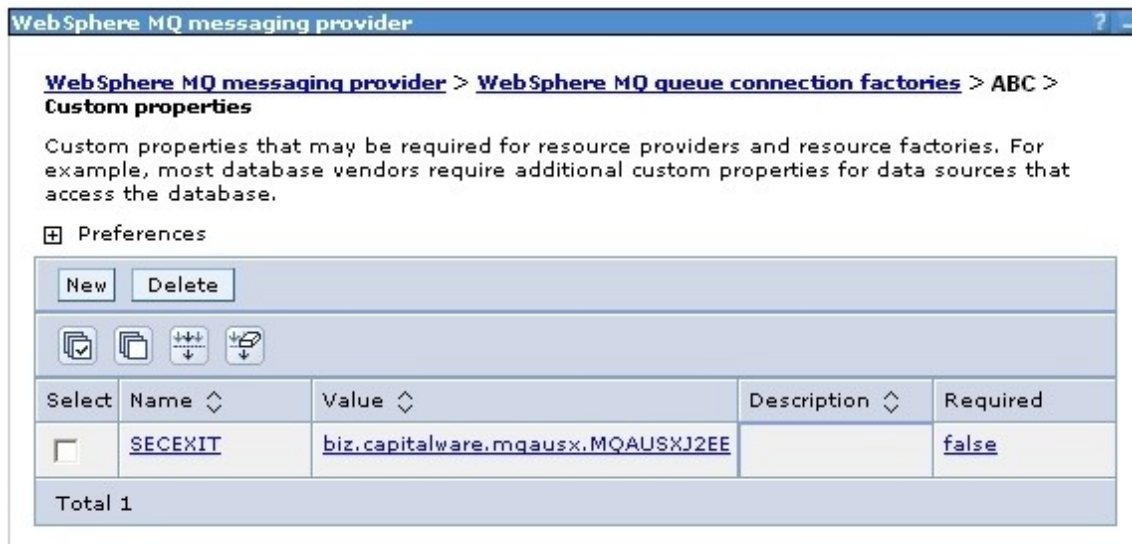 WebSphere MQ messaging provider ? –
WebSphere MQ messaging provider > WebSphere MQ queue connection factories > ABC >
Custom properties
Custom properties that may be required for resource providers and resource factories. For
example, most database vendors require additional custom properties for data sources that
access the database.
Preferences
New Delete
Select Name Value Description Required
SECEXIT biz.capitalware.mqausx.MQAUSXJ2EE false
Total 1